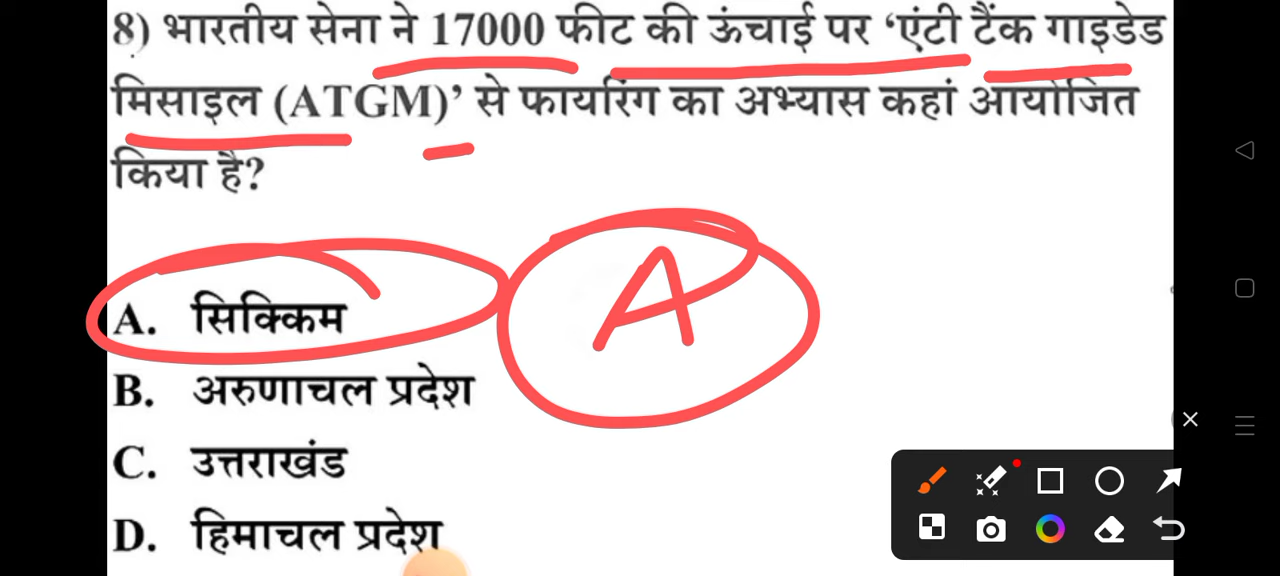 8) भारतीय सेना ने 17000 फीट की ऊंचाई पर ‘एंटी टैंक गाइडेड
मिसाइल (ATGM)’ से फायरिंग का अभ्यास कहां आयोजित
किया है?
A. सिक्किम
A
B. अरुणाचल प्रदेश
C. उत्तराखंड
D. हिमाचल प्रदेश